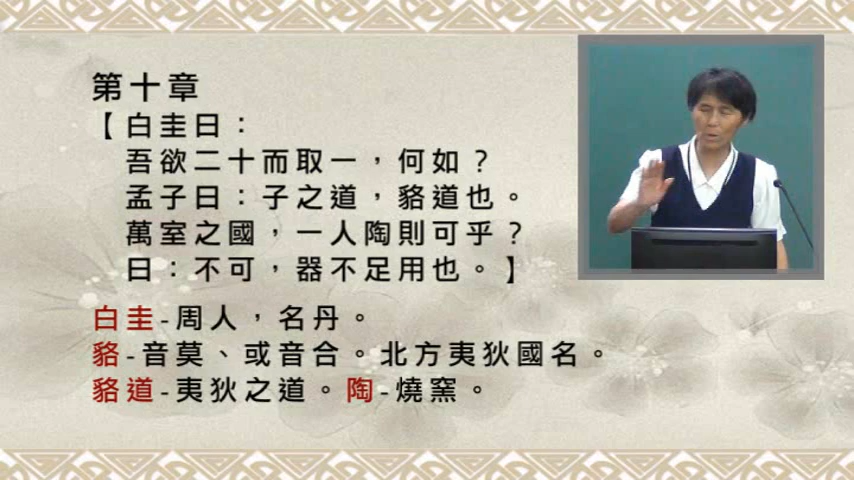 第十章
【白圭曰：
吾欲二十而取一，何如？
孟子曰：子之道，貉道也。
萬室之國，一人陶則可乎？
曰：不可，器不足用也。】
白圭-周人，名丹。
貉-音莫、或音合。北方夷狄國名。
貉道-夷狄之道。陶-燒窯。